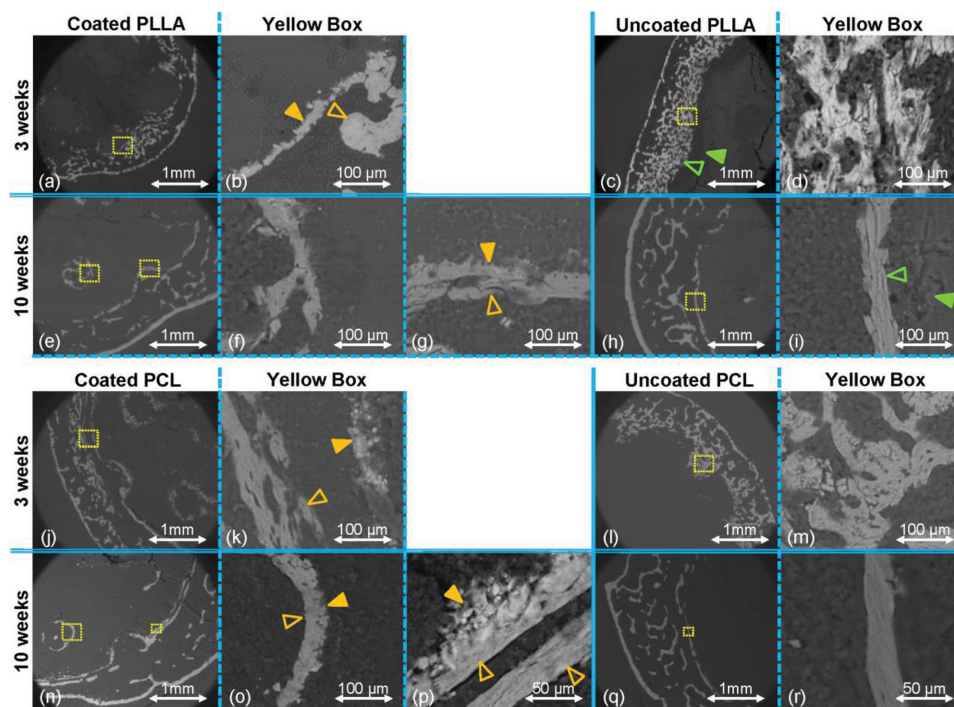 Coated PLLA Yellow Box Uncoated PLLA Yellow Box
3 weeks
(a) 1mm (b) 100 µm (c) 1mm (d) 100 µm
10 weeks
(e) 1mm (f) 100 µm (g) 100 µm (h) 1mm (i) 100 µm
Coated PCL Yellow Box Uncoated PCL Yellow Box
3 weeks
(j) 1mm (k) 100 µm (l) 1mm (m) 100 µm
10 weeks
(n) 1mm (o) 100 µm (p) 50 µm (q) 1mm (r) 50 µm